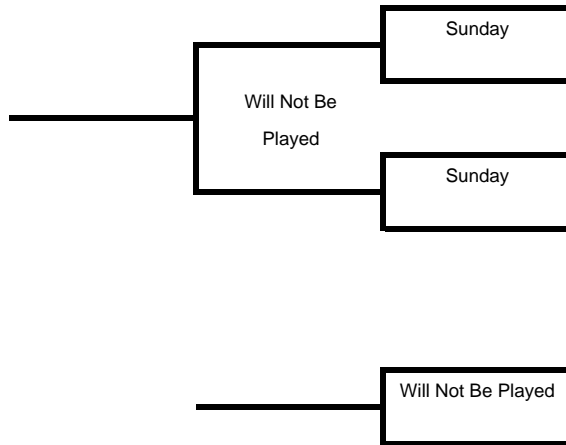 Sunday
Will Not Be
Played
Sunday
Will Not Be Played